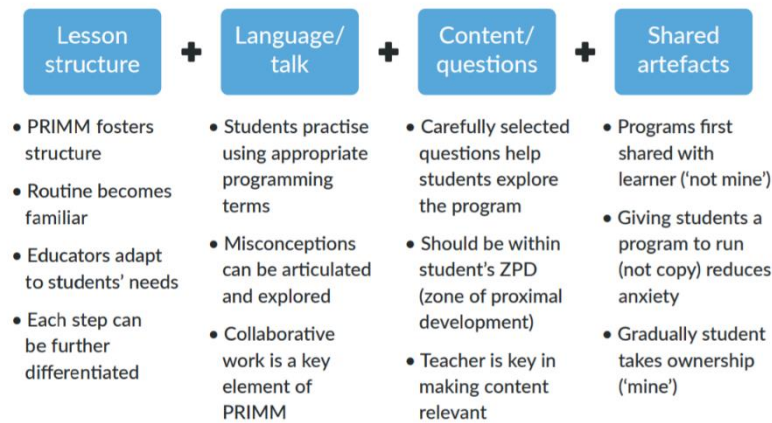 Lesson
structure
+
Language/
talk
+
Content/
questions
+
Shared
artefacts
• PRIMM fosters
structure
• Routine becomes
familiar
• Educators adapt
to students’ needs
• Each step can
be further
differentiated
• Students practise
using appropriate
programming
terms
• Misconceptions
can be articulated
and explored
• Collaborative
work is a key
element of
PRIMM
• Carefully selected
questions help
students explore
the program
• Should be within
student’s ZPD
(zone of proximal
development)
• Teacher is key in
making content
relevant
• Programs first
shared with
learner (‘not mine’)
• Giving students a
program to run
(not copy) reduces
anxiety
• Gradually student
takes ownership
(‘mine’)